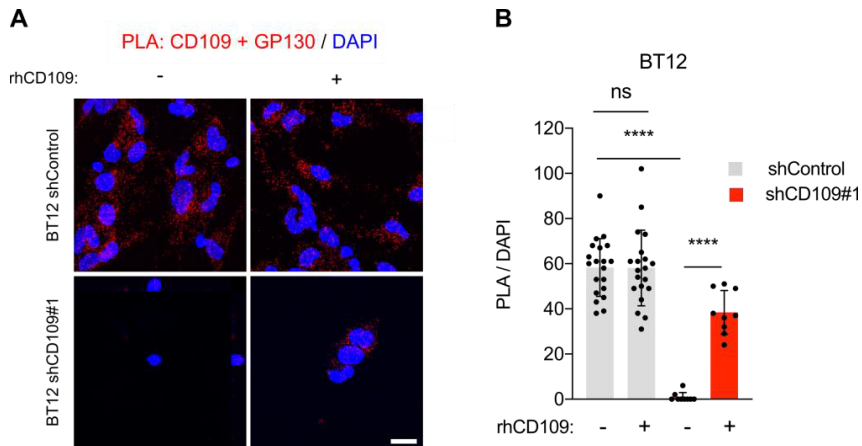 A
PLA: CD109 + GP130 / DAPI
rhCD109: - +
BT12 shControl
BT12 shCD109#1
B
BT12
ns
****
****
shControl
shCD109#1
PLA / DAPI
120
100
80
60
40
20
0
rhCD109: - + - +